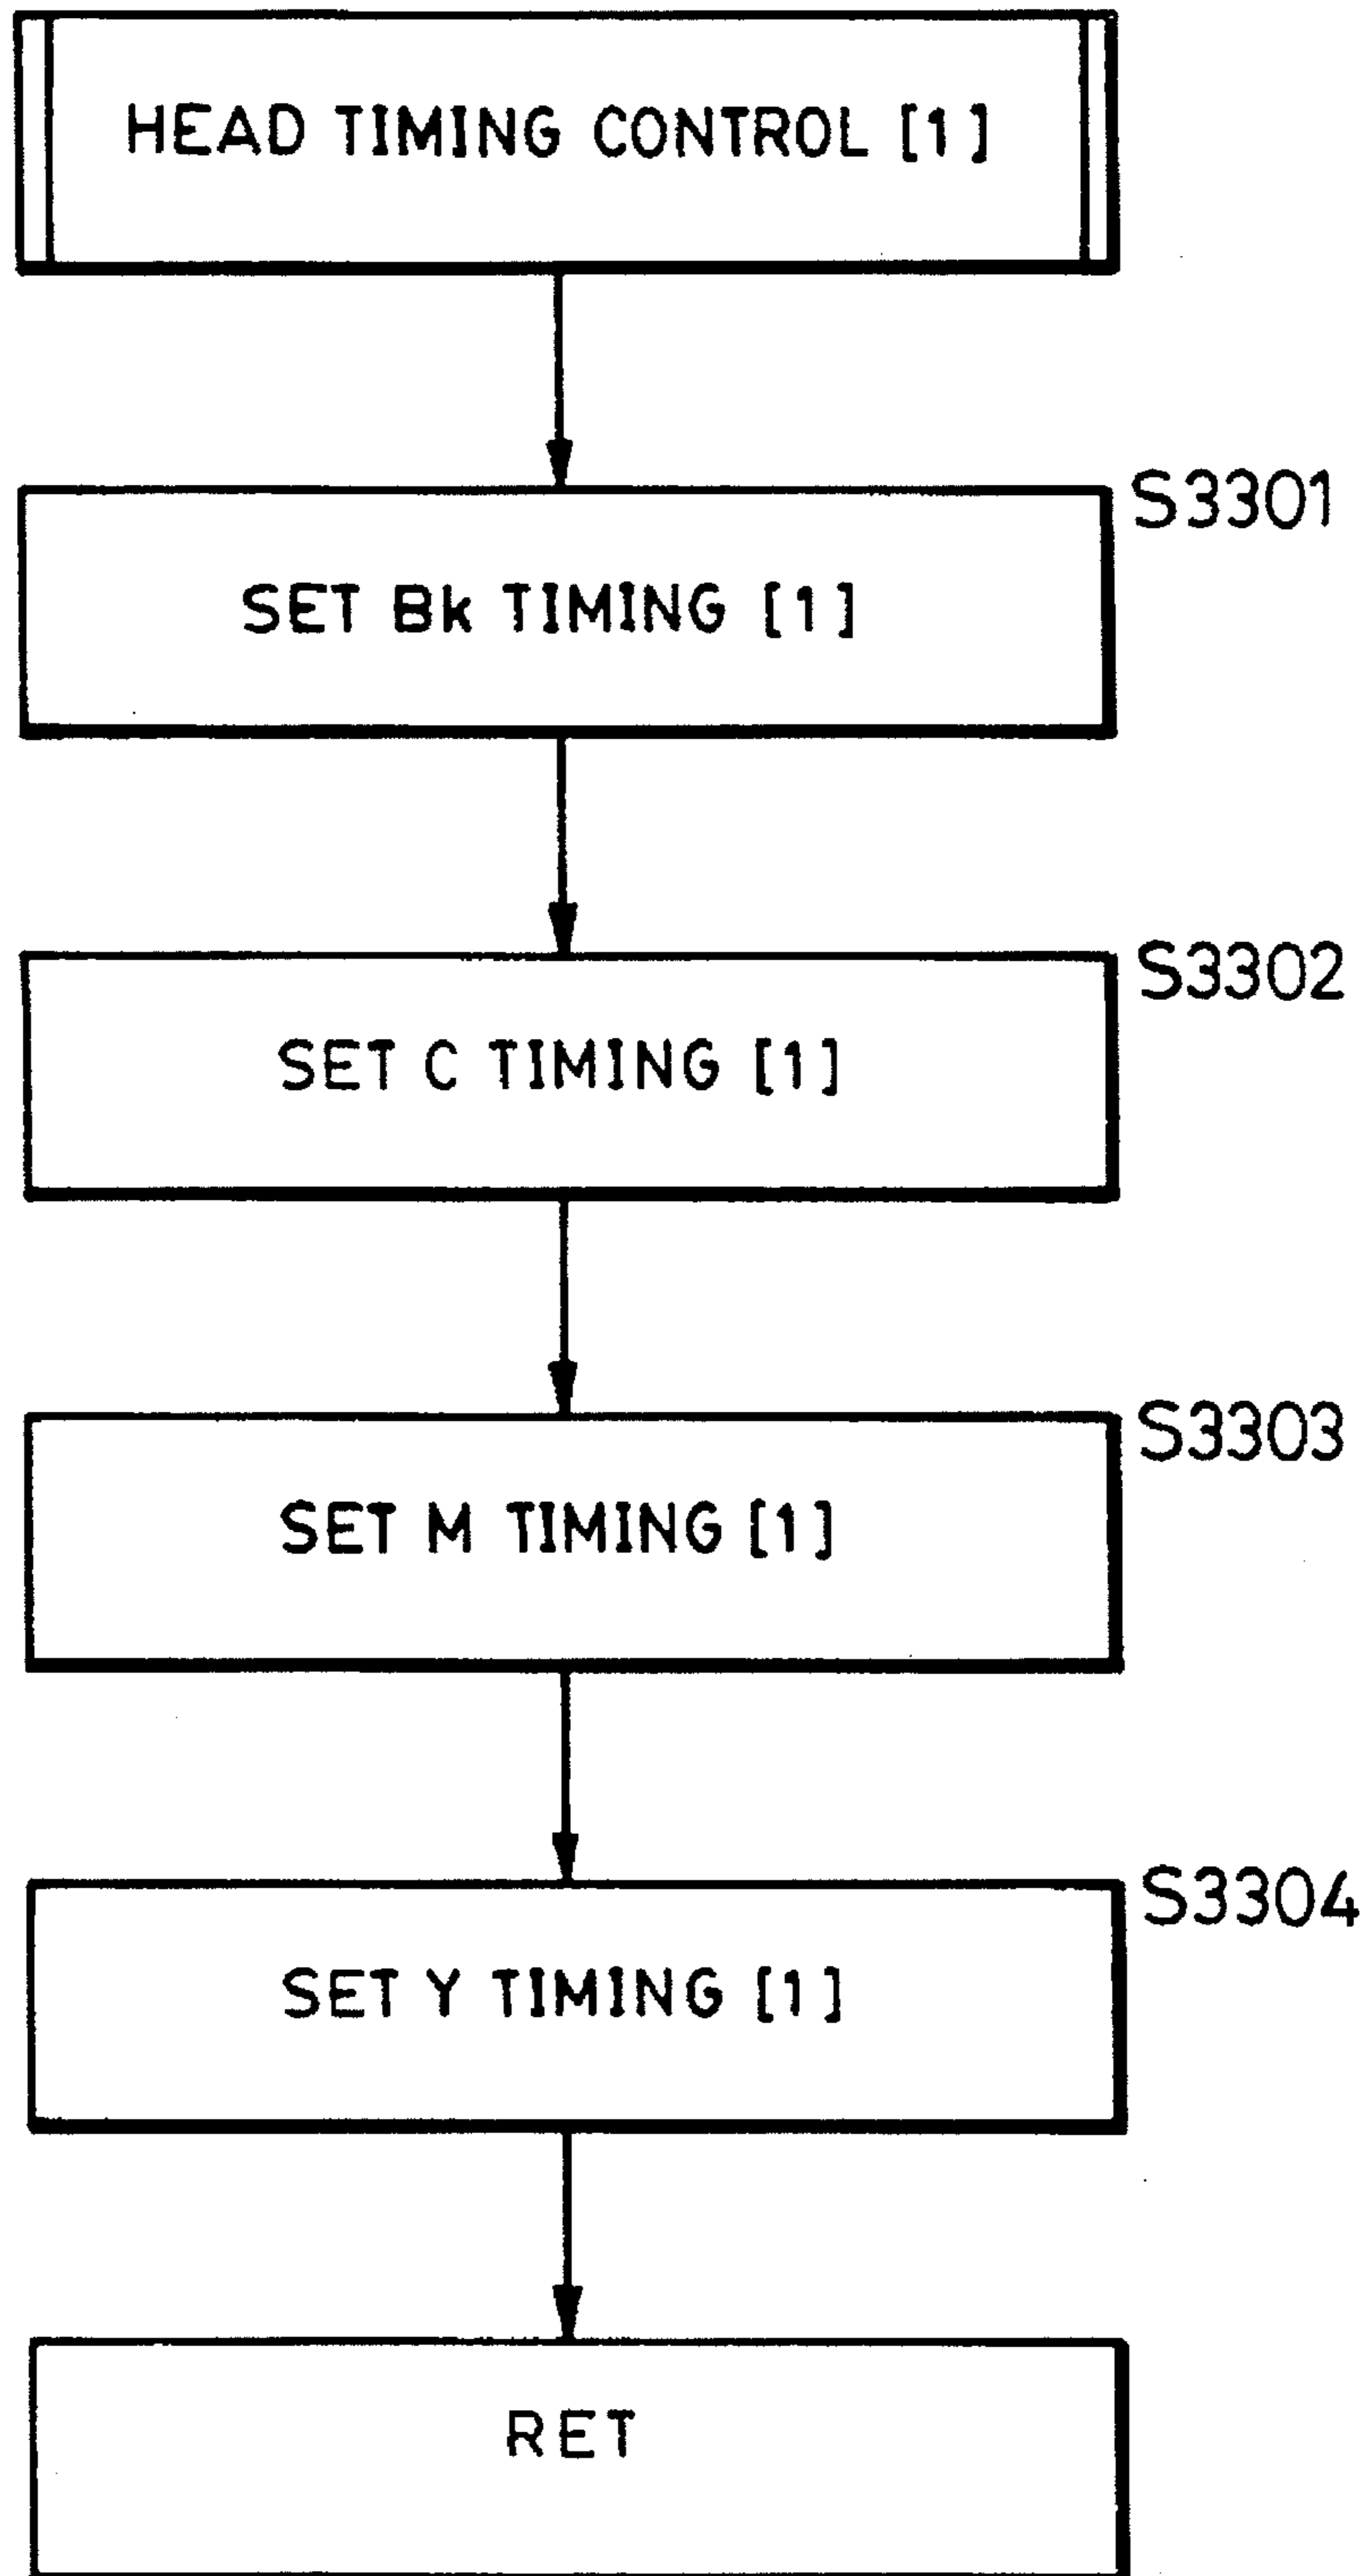 HEAD TIMING CONTROL [1]
S3301
SET Bk TIMING [1]
S3302
SET C TIMING [1]
S3303
SET M TIMING [1]
S3304
SET Y TIMING [1]
RET